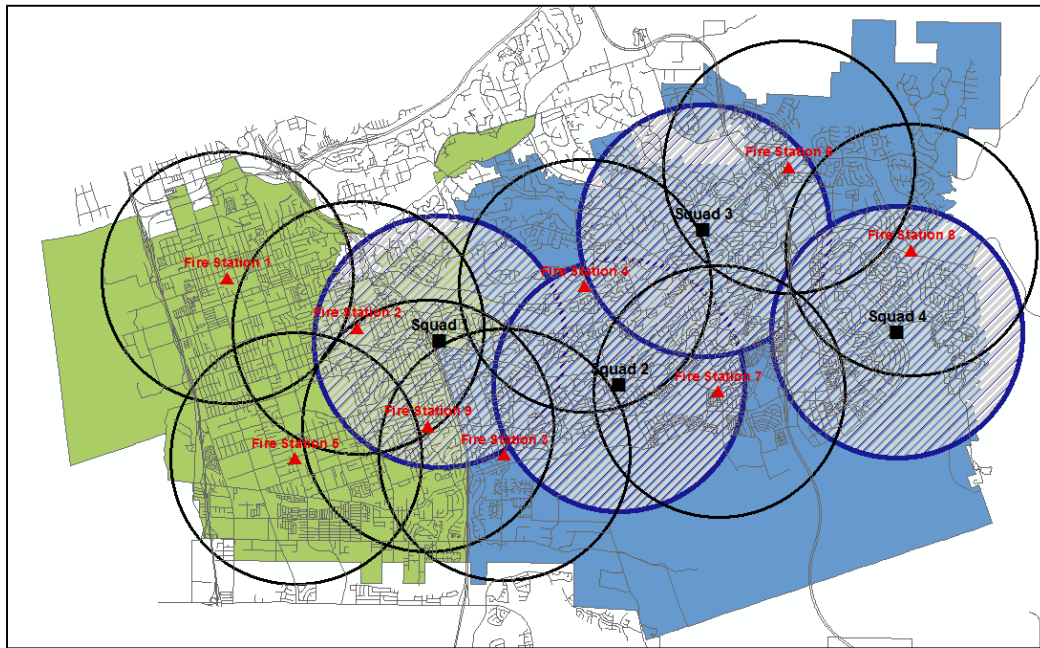 Fire Station 6
Squad 3
Fire Station 8
Fire Station 1
Fire Station 4
Fire Station 2
Squad 1
Squad 4
Squad 2
Fire Station 7
Fire Station 9
Fire Station 5
Fire Station 3